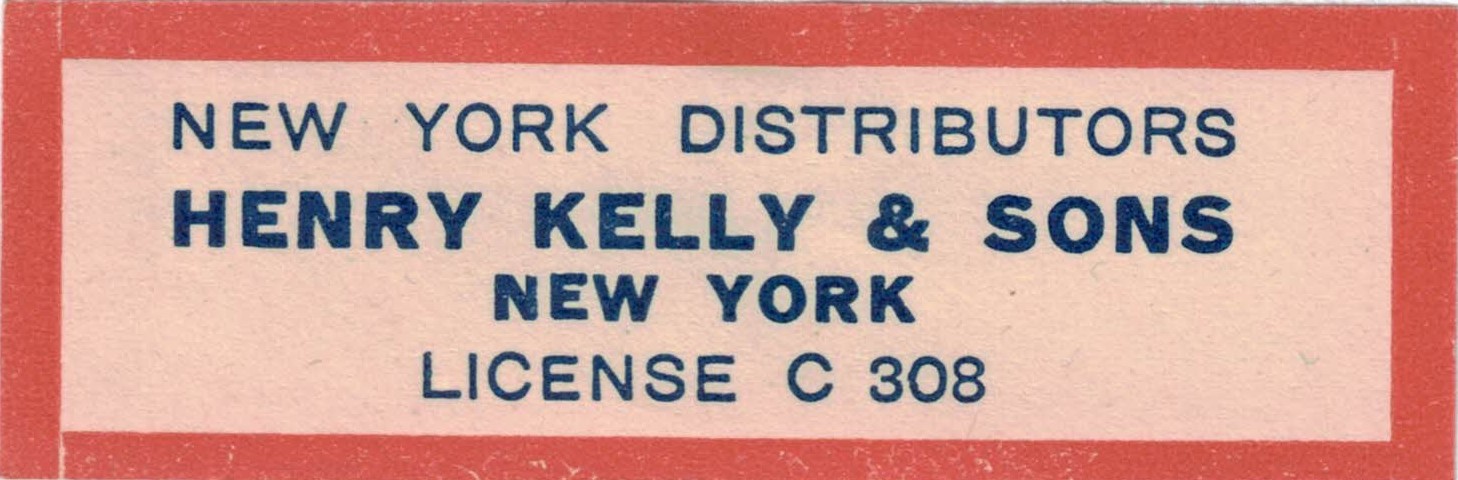 NEW YORK DISTRIBUTORS
HENRY KELLY & SONS
NEW YORK
LICENSE C 308